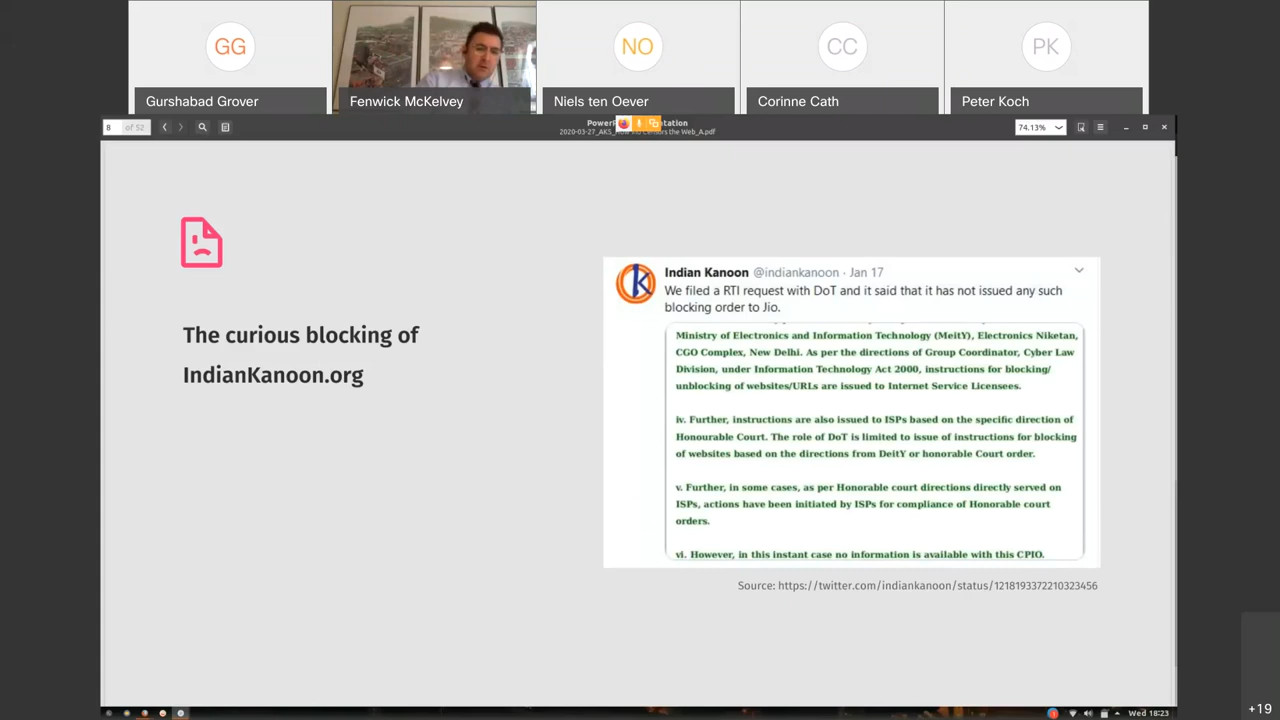 GG
NO
CC
PK
Gurshabad Grover
Fenwick McKelvey
Niels ten Oever
Corinne Cath
Peter Koch
8 of 52
74.13%
The curious blocking of
IndianKanoon.org
Indian Kanoon @indiankanoon · Jan 17
We filed a RTI request with DoT and it said that it has not issued any such
blocking order to Jio.
Ministry of Electronics and Information Technology (MeitY), Electronics Niketan,
CGO Complex, New Delhi. As per the directions of Group Coordinator, Cyber Law
Division, under Information Technology Act 2000, instructions for blocking/
unblocking of websites/URLs are issued to Internet Service Licensees.
iv. Further, instructions are also issued to ISPs based on the specific direction of
Honourable Court. The role of DoT is limited to issue of instructions for blocking
of websites based on the directions from DeitY or honorable Court order.
v. Further, in some cases, as per Honorable court directions directly served on
ISPs, actions have been initiated by ISPs for compliance of Honorable court
orders.
vi. However, in this instant case no information is available with this CPIO.
Source: https://twitter.com/indiankanoon/status/1218193372210323456
Wed 18:23
+19